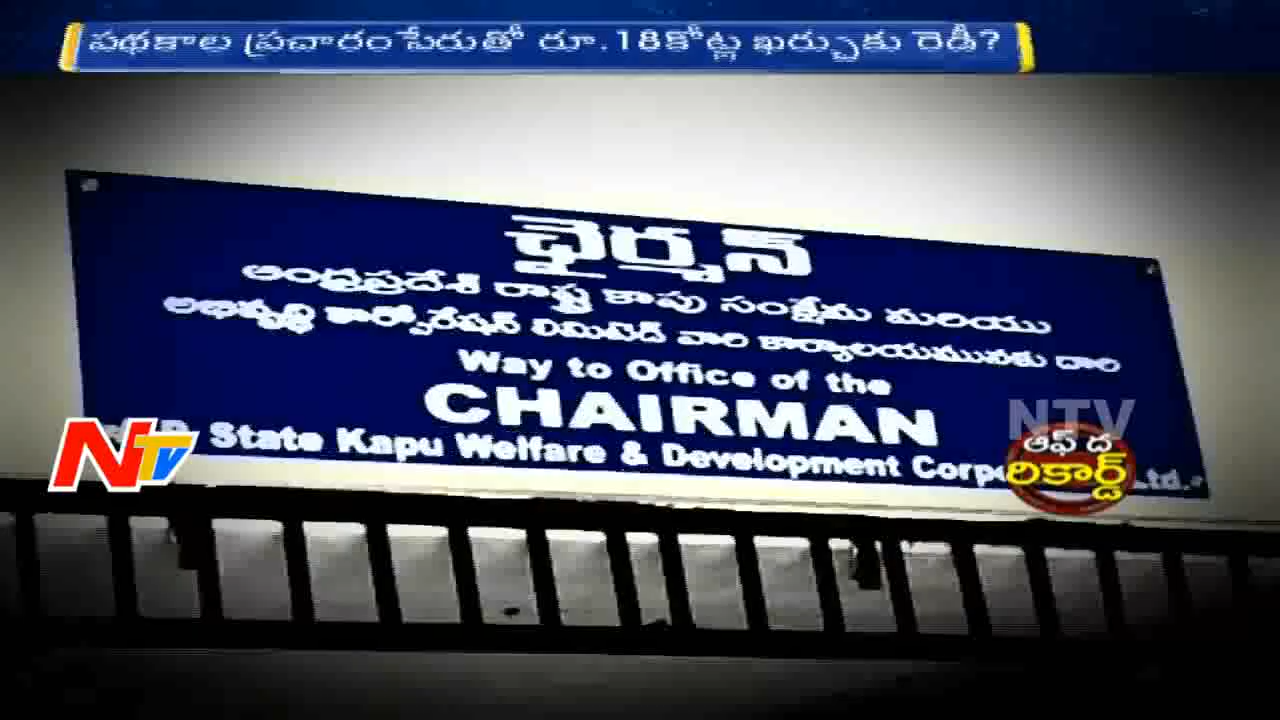 పథకాల ప్రచారం పేరుతో రూ.18కోట్ల ఖర్చుకు రెడీ?
ఛైర్మన్
ఆంధ్రప్రదేశ్ రాష్ట్ర కాపు సంక్షేమ మరియు
అభివృద్ధి కార్పోరేషన్ లిమిటెడ్ వారి కార్యాలయమునకు దారి
Way to Office of the
CHAIRMAN
State Kapu Welfare & Development Ltd.
NTV
NTV
ఆఫ్ ద
రికార్డ్